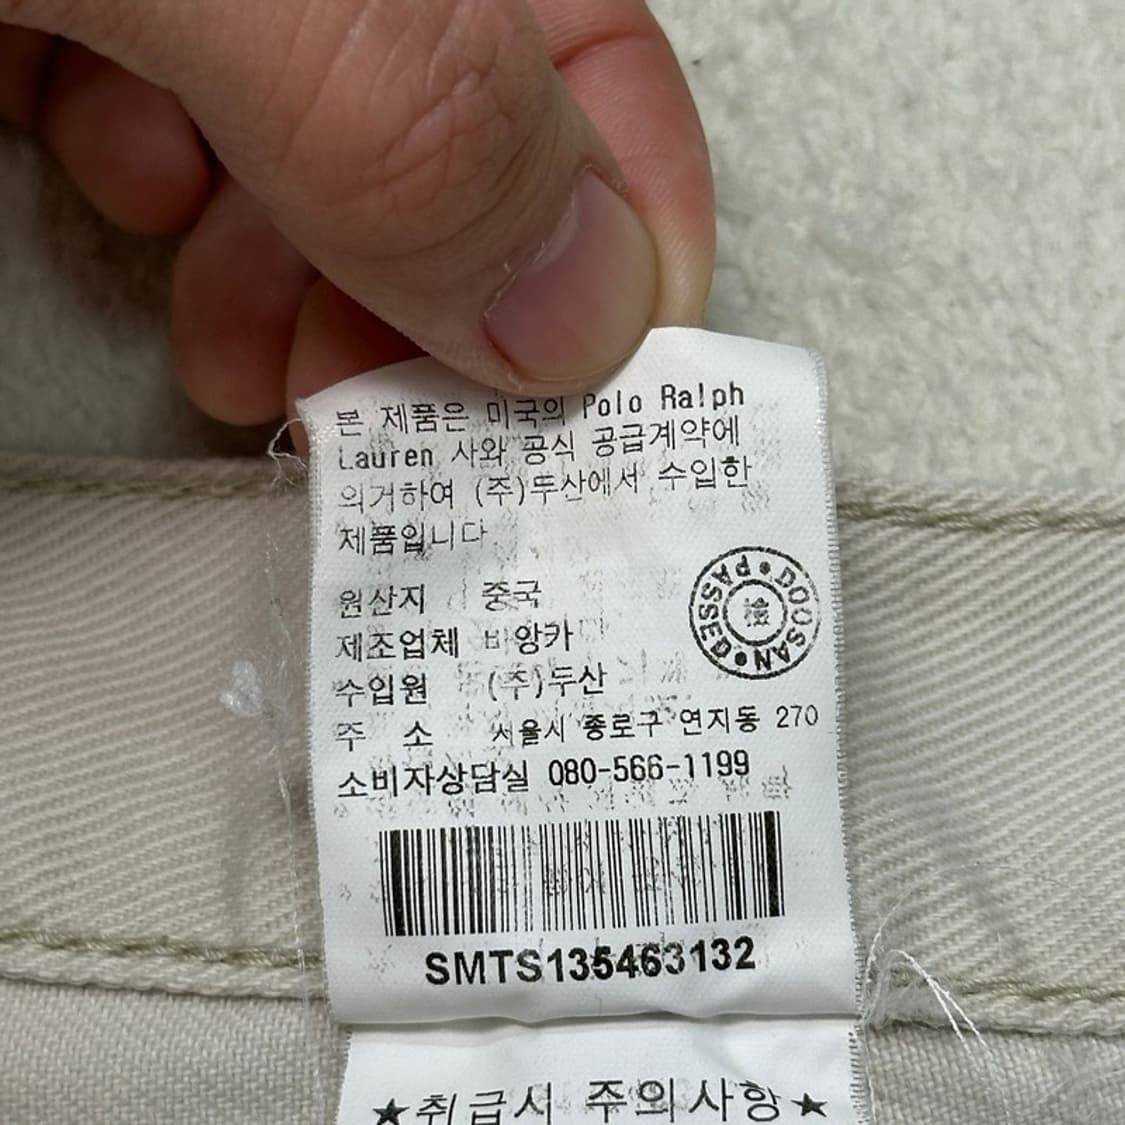 본 제품은 미국의 Polo Ralph
Lauren 사와 공식 공급계약에
의거하여 (주)두산에서 수입한
제품입니다
원산지 중국
제조업체 비앙카
수입원 (주)두산
주 소 서울시 종로구 연지동 270
소비자상담실 080-566-1199
DOOSAN • PASSED •
檢
SMTS135463132
★취급시 주의사항★